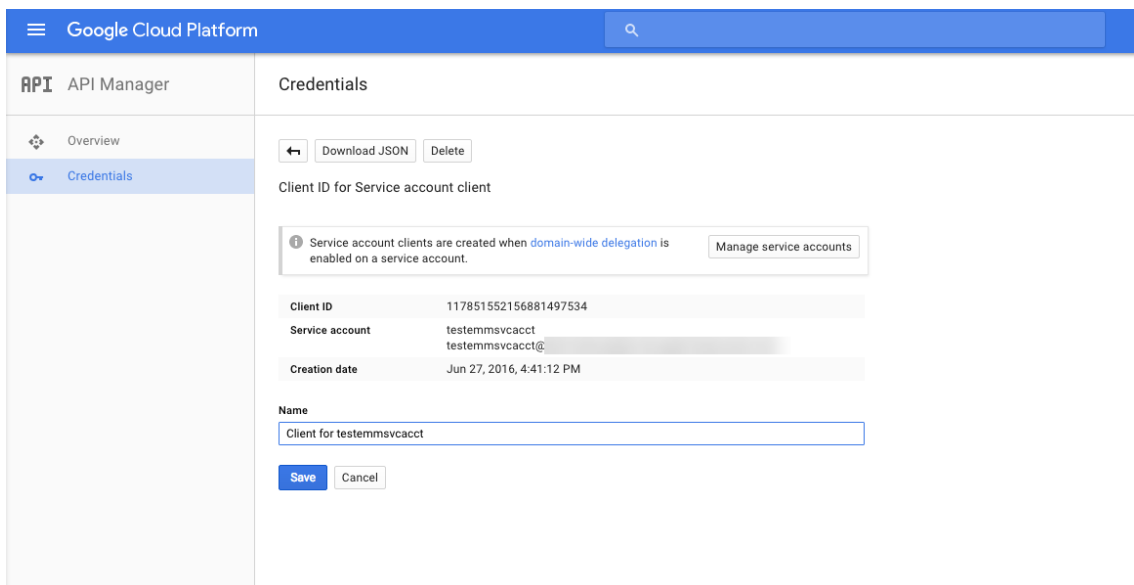 Google Cloud Platform
API API Manager
Credentials
Overview
Credentials
Download JSON Delete
Client ID for Service account client
Service account clients are created when domain-wide delegation is
enabled on a service account.
Manage service accounts
Client ID 117851552156881497534
Service account testemmsvcacct
testemmsvcacct@
Creation date Jun 27, 2016, 4:41:12 PM
Name
Client for testemmsvcacct
Save Cancel